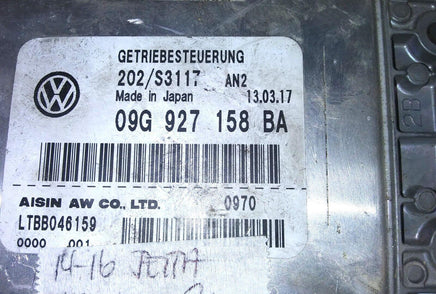 GETRIEBESTEUERUNG
202/S3117 AN2
Made in Japan 13.03.17
09G 927 158 BA
AISIN AW CO., LTD. 0970
LTBB046159
0000 001
14-16 JETTA
2B